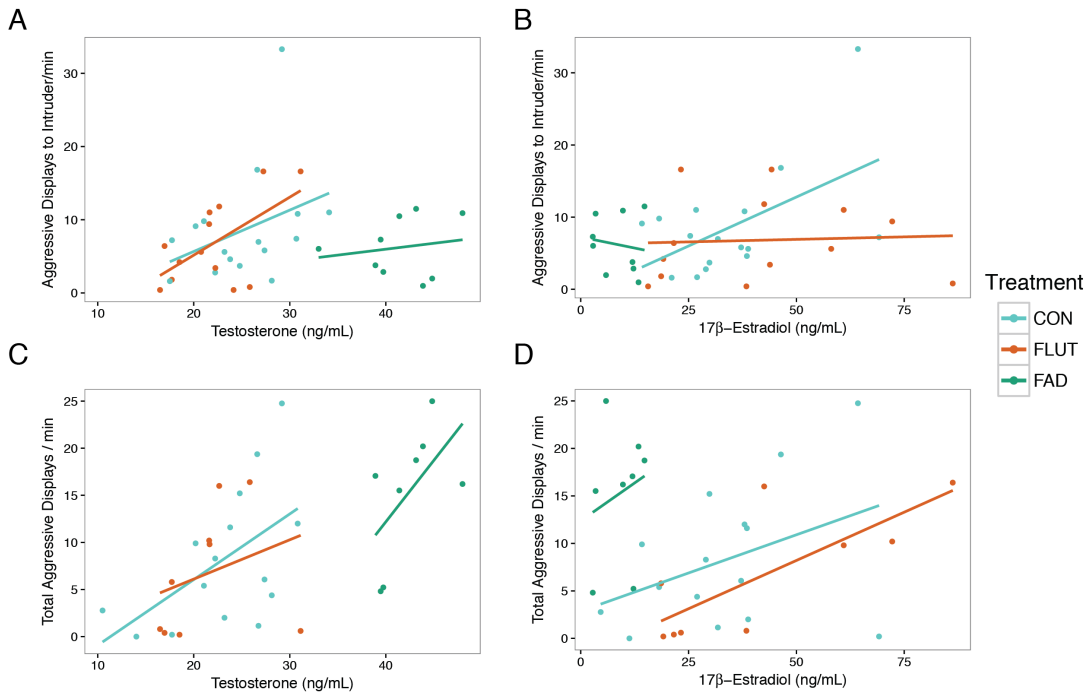 A
Aggressive Displays to Intruder/min
30
20
10
0
10
20
30
40
Testosterone (ng/mL)
B
Aggressive Displays to Intruder/min
30
20
10
0
0
25
50
75
17β−Estradiol (ng/mL)
Treatment
CON
FLUT
FAD
C
Total Aggressive Displays / min
25
20
15
10
5
0
10
20
30
40
Testosterone (ng/mL)
D
Total Aggressive Displays / min
25
20
15
10
5
0
0
25
50
75
17β−Estradiol (ng/mL)